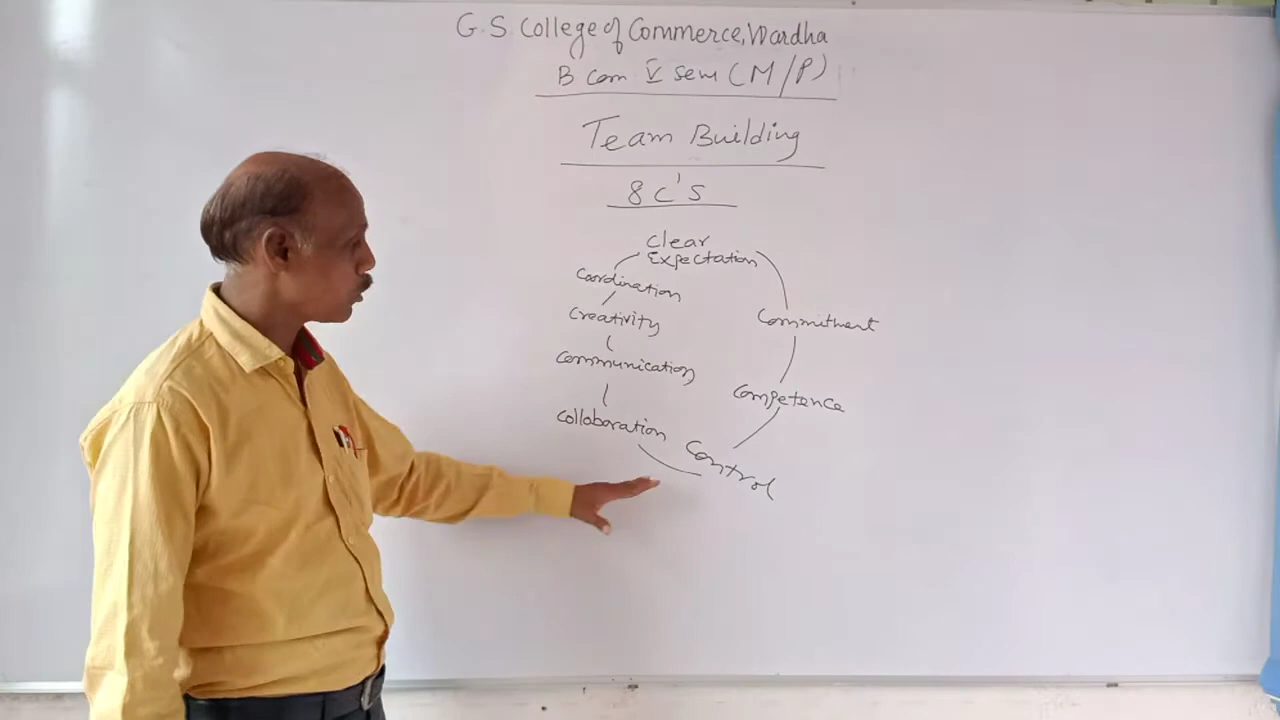 G.S. College of Commerce, Wardha
B com V sem (M/P)
Team Building
8 C's
Clear
Expectation
Coordination
Creativity
Commitment
Communication
Competence
Collaboration
Control